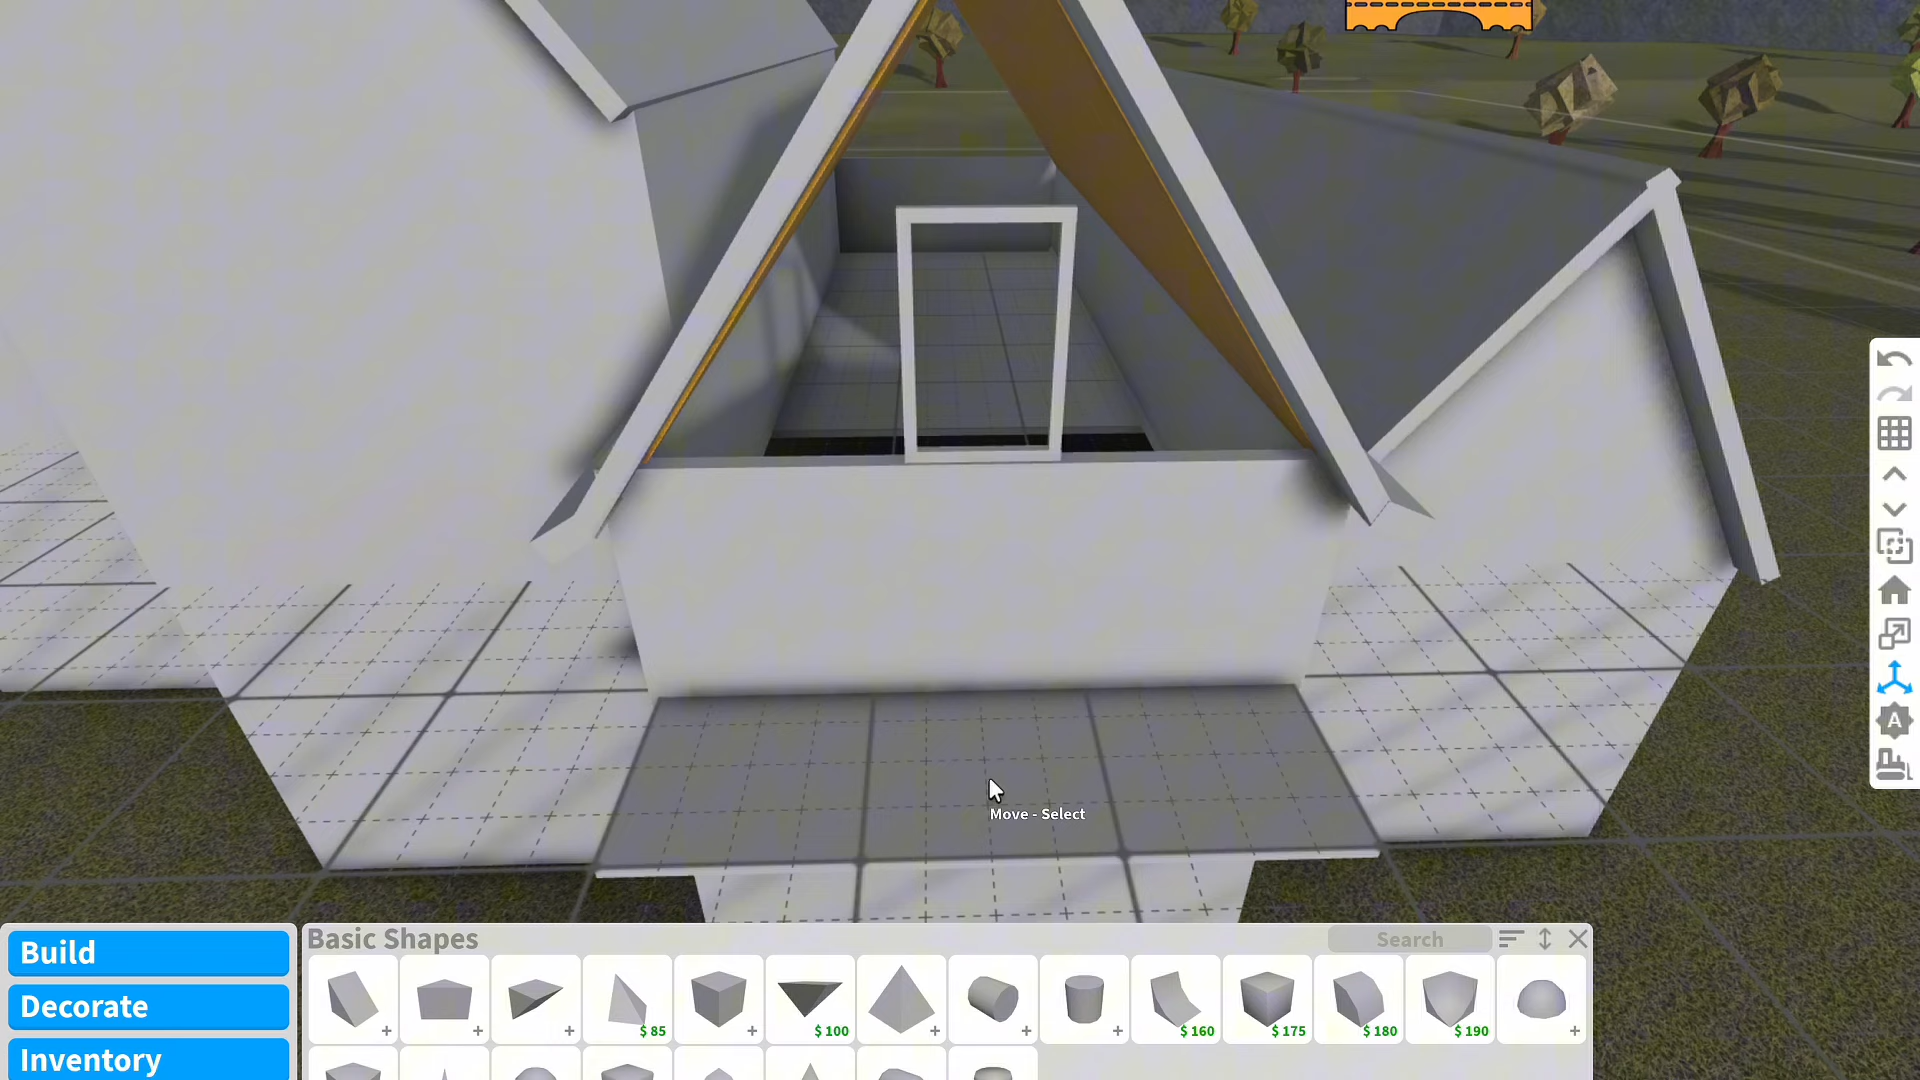 Move - Select
Build
Decorate
Inventory
Basic Shapes
Search
$ 85
$ 100
$ 160
$ 175
$ 180
$ 190
A